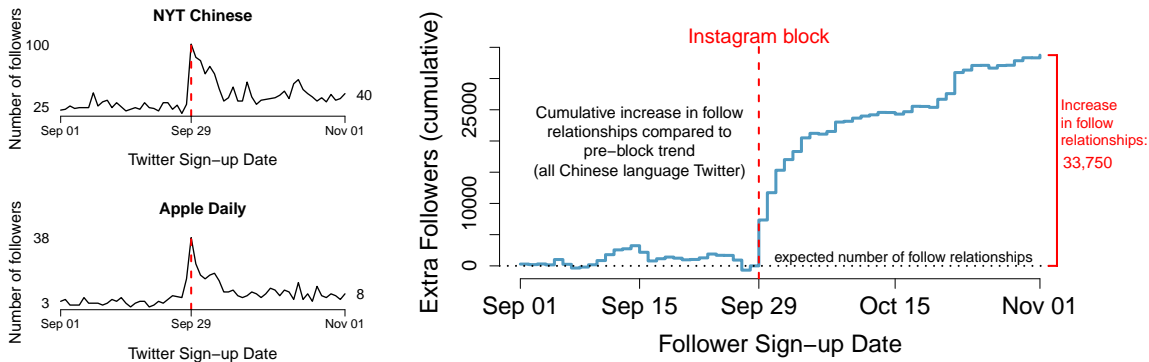 NYT Chinese
Number of followers
100
25
40
Sep 01
Sep 29
Nov 01
Twitter Sign−up Date
Apple Daily
Number of followers
38
3
8
Sep 01
Sep 29
Nov 01
Twitter Sign−up Date
Instagram block
Extra Followers (cumulative)
25000
10000
0
Cumulative increase in follow
relationships compared to
pre−block trend
(all Chinese language Twitter)
expected number of follow relationships
Increase
in follow
relationships:
33,750
Sep 01
Sep 15
Sep 29
Oct 15
Nov 01
Follower Sign−up Date